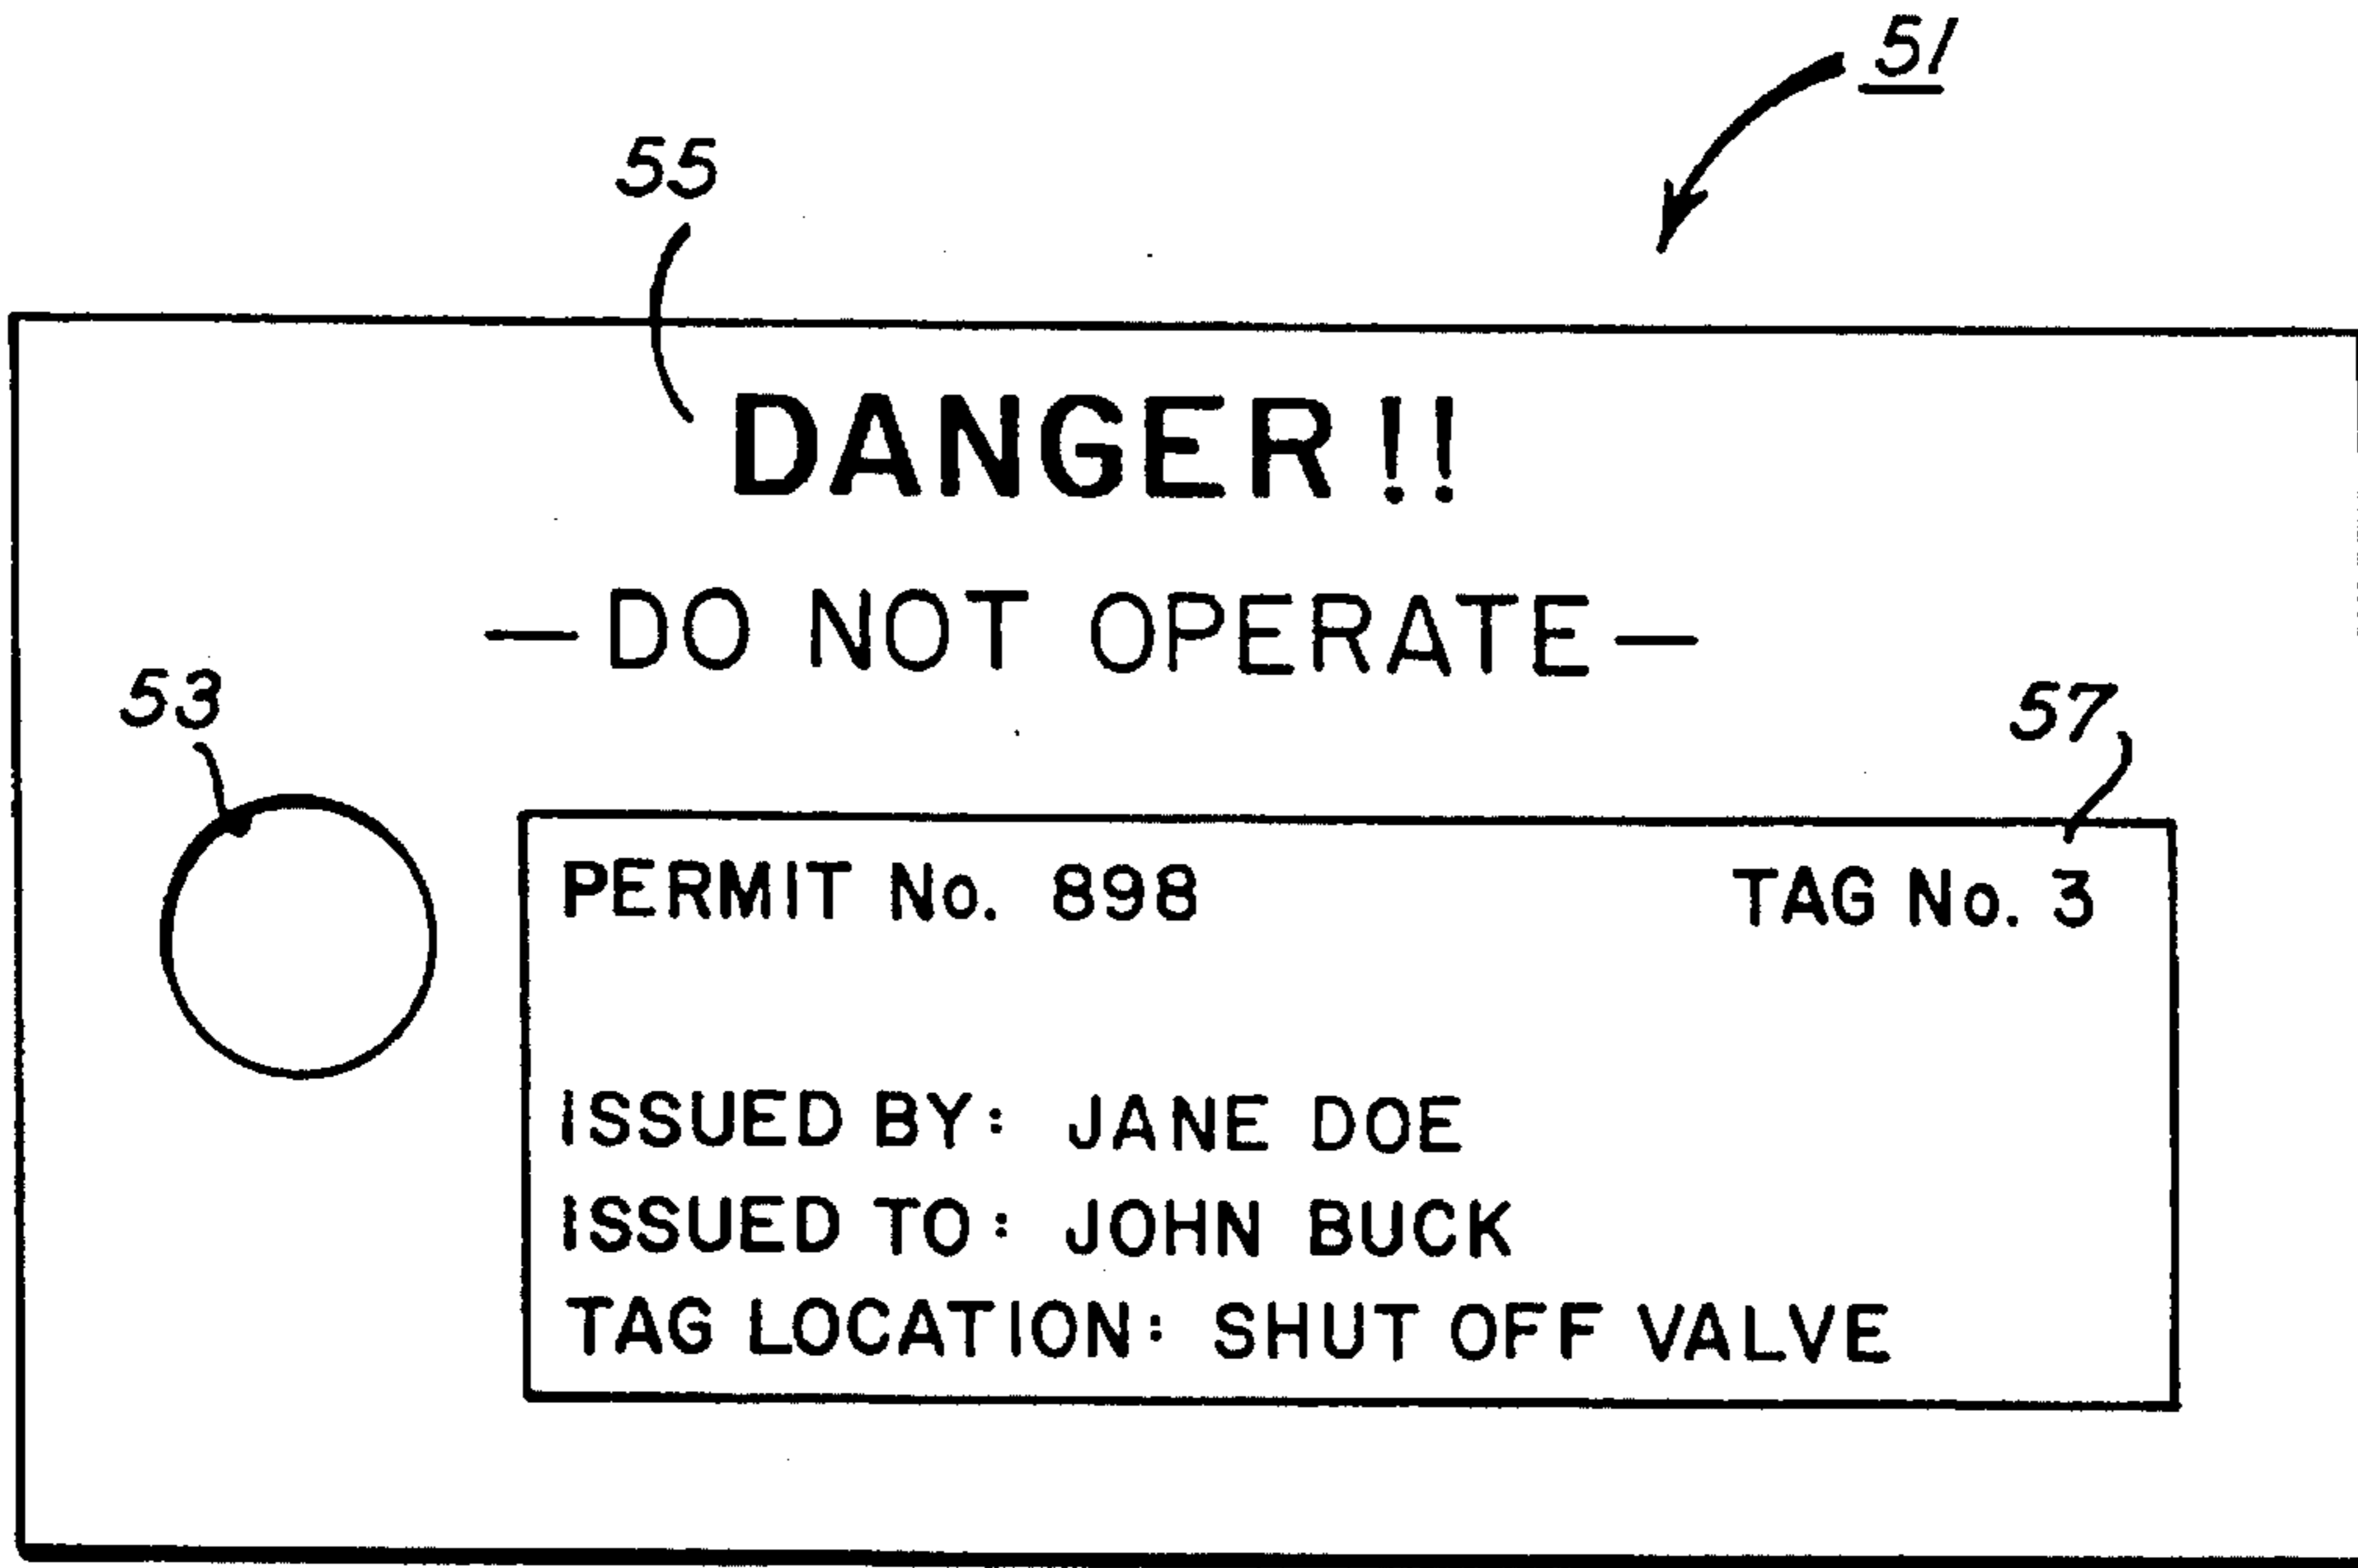 51
55
DANGER!!
—DO NOT OPERATE—
53
57
PERMIT No. 898 TAG No. 3
ISSUED BY: JANE DOE
ISSUED TO: JOHN BUCK
TAG LOCATION: SHUT OFF VALVE